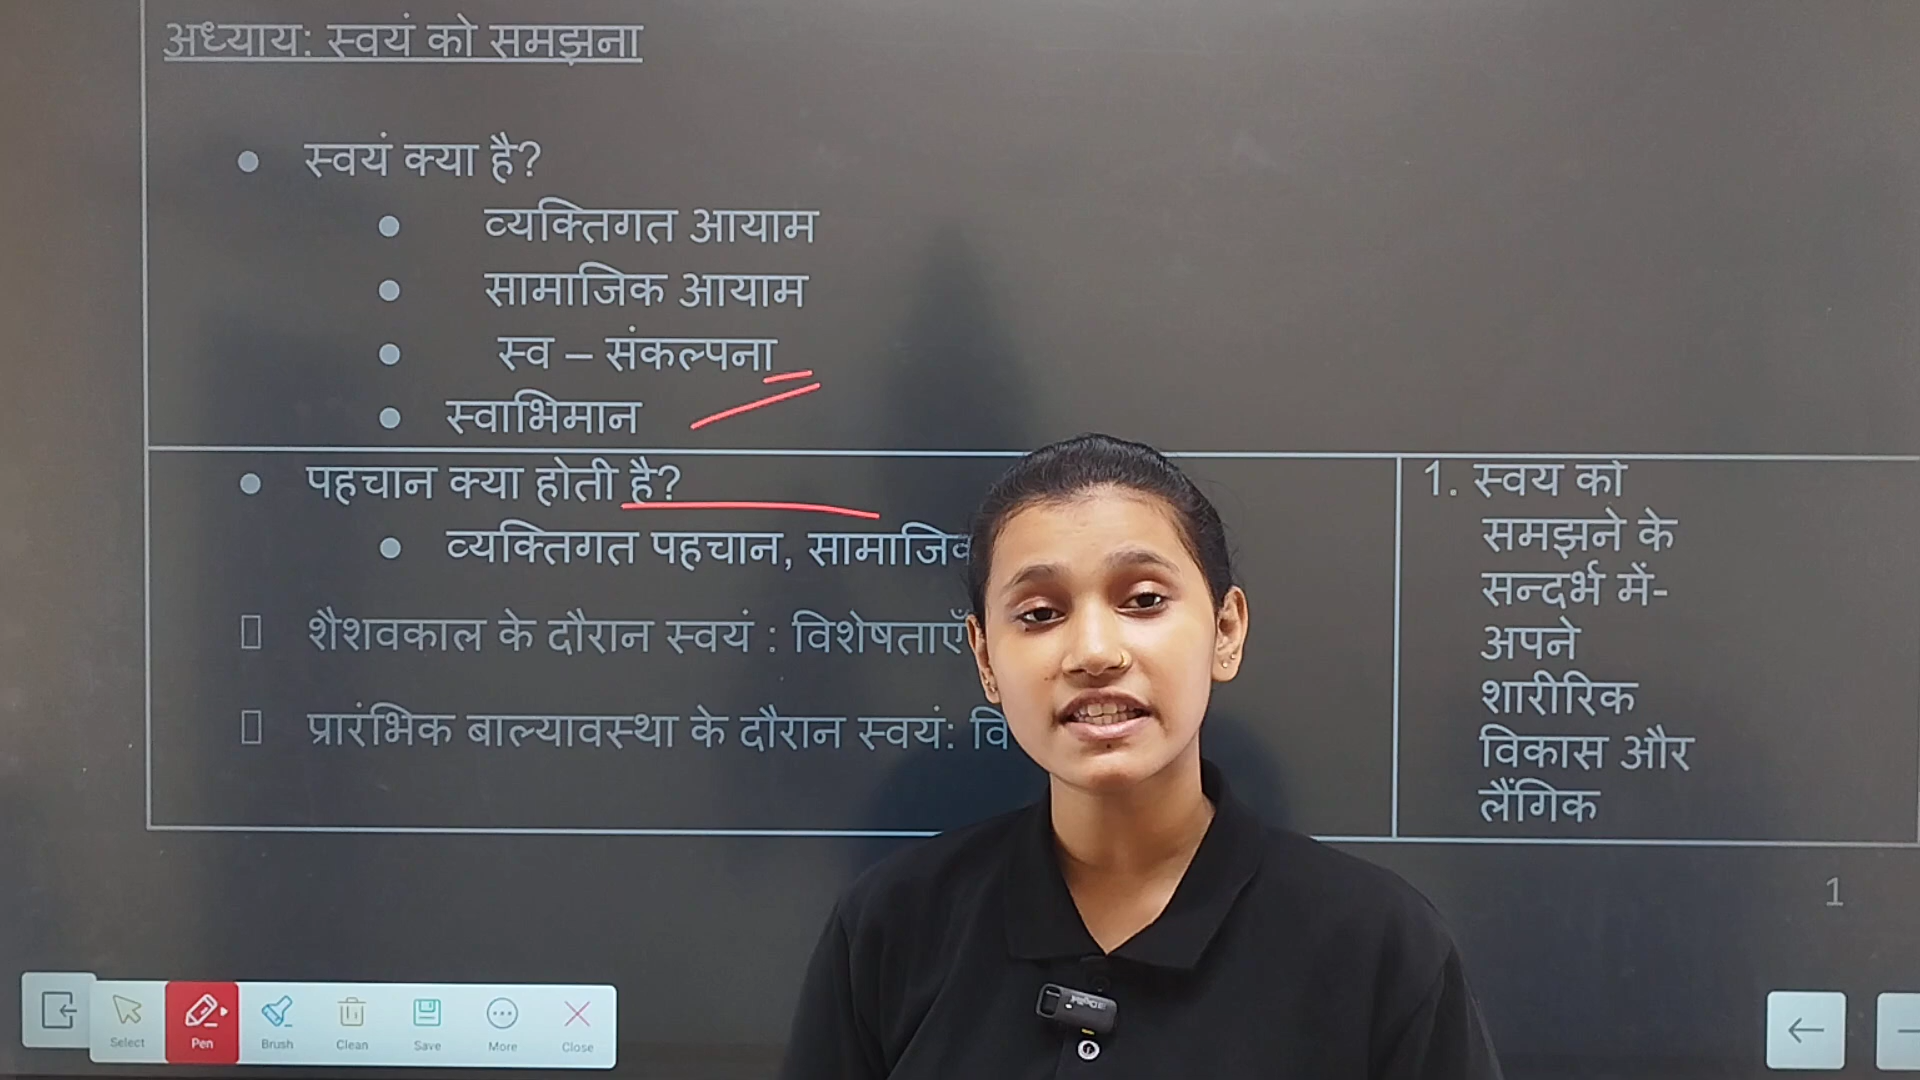 अध्याय: स्वयं को समझना
स्वयं क्या है?
व्यक्तिगत आयाम
सामाजिक आयाम
स्व – संकल्पना
स्वाभिमान
पहचान क्या होती है?
व्यक्तिगत पहचान,
शैशवकाल के दौरान स्वयं : विशेषताएँ
प्रारंभिक बाल्यावस्था के दौरान स्वयं:
1. स्वयं को
समझने के
सन्दर्भ में-
अपने
शारीरिक
विकास और
लैंगिक
1
Select Pen Brush Clean Save More Close